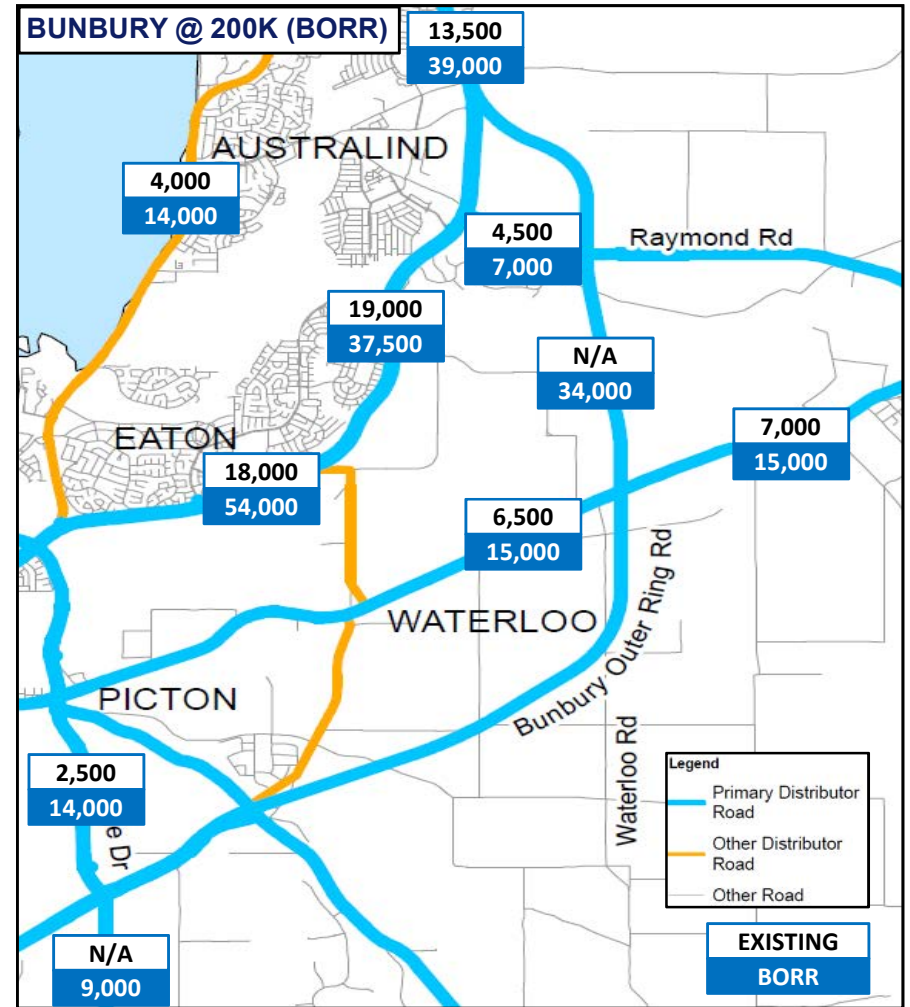 BUNBURY @ 200K (BORR)
13,500
39,000
AUSTRALIND
4,000
14,000
4,500
7,000
Raymond Rd
19,000
37,500
N/A
34,000
7,000
15,000
EATON
18,000
54,000
6,500
15,000
WATERLOO
Bunbury Outer Ring Rd
PICTON
Waterloo Rd
2,500
14,000
e Dr
Legend
Primary Distributor
Road
Other Distributor
Road
Other Road
N/A
9,000
EXISTING
BORR